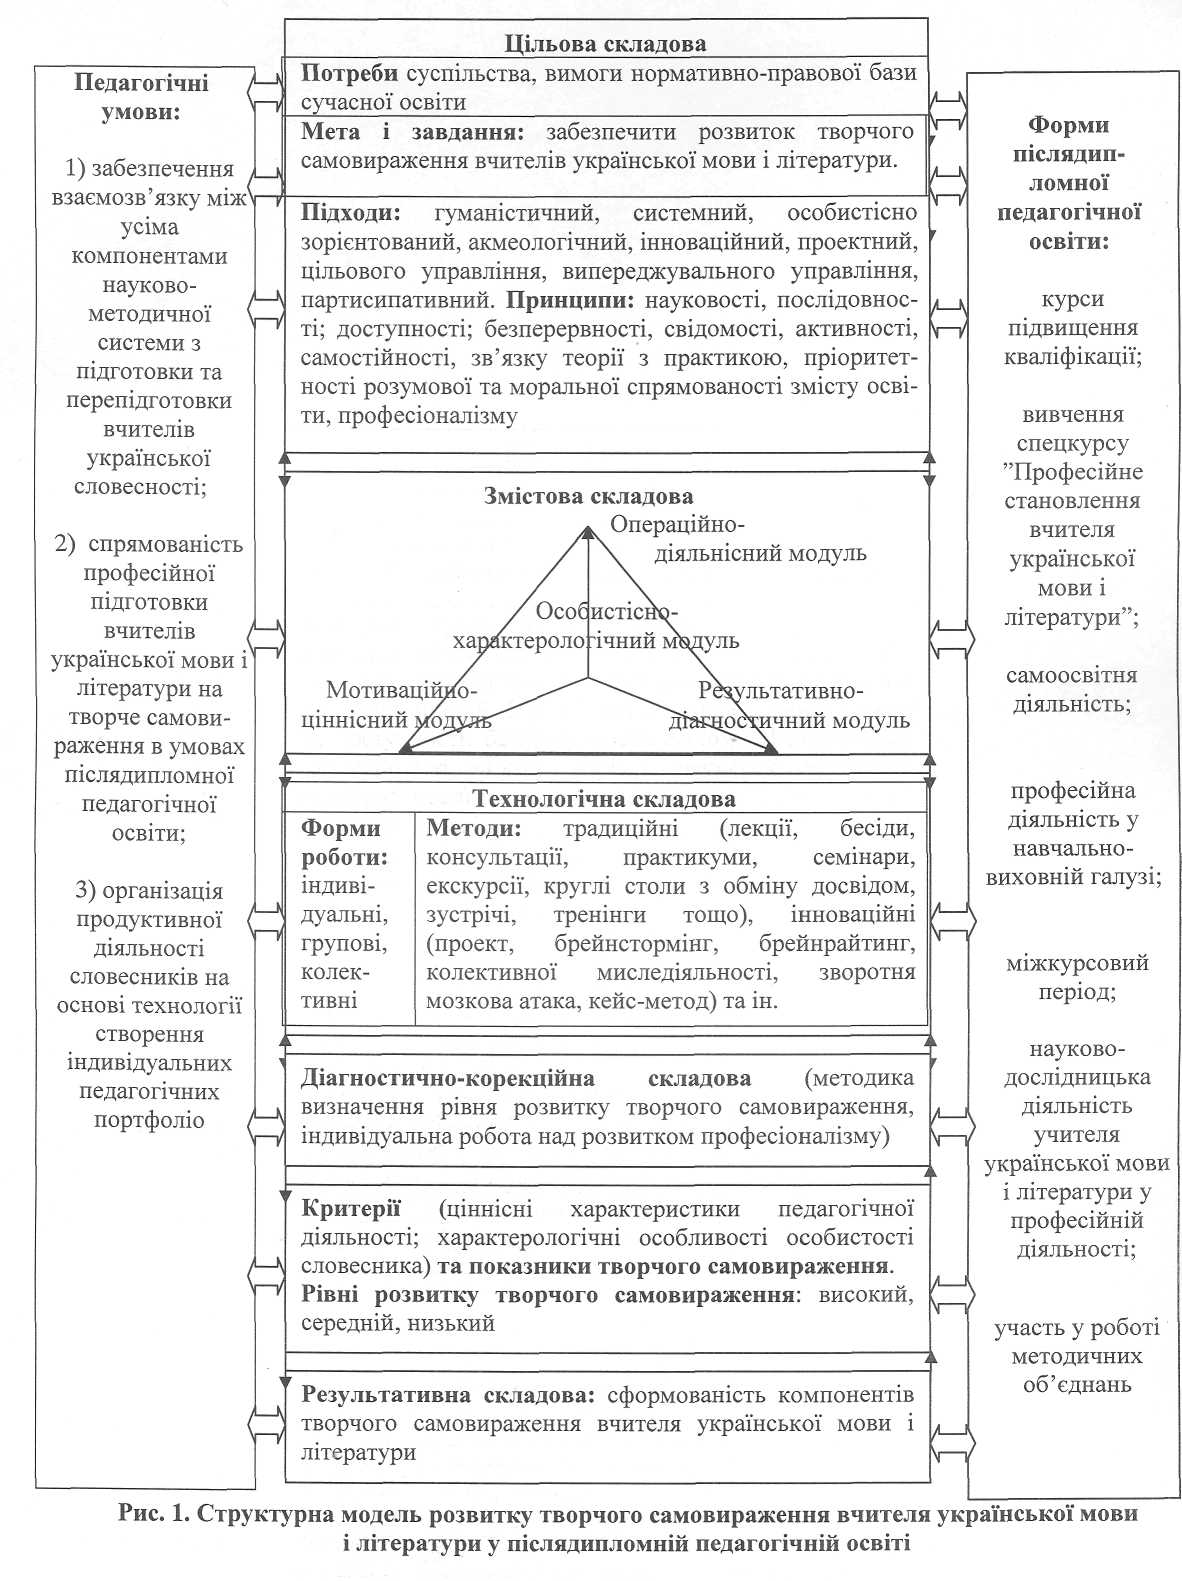 Цільова складова
Потреби суспільства, вимоги нормативно-правової бази
сучасної освіти
Мета і завдання: забезпечити розвиток творчого
самовираження вчителів української мови і літератури.
Підходи: гуманістичний, системний, особистісно
зорієнтований, акмеологічний, інноваційний, проектний,
цільового управління, випереджувального управління,
партисипативний. Принципи: науковості, послідовнос-
ті; доступності; безперервності, свідомості, активності,
самостійності, зв’язку теорії з практикою, пріоритет-
ності розумової та моральної спрямованості змісту осві-
ти, професіоналізму
Педагогічні
умови:
1) забезпечення
взаємозв’язку між
усіма
компонентами
науково-
методичної
системи з
підготовки та
перепідготовки
вчителів
української
словесності;
2) спрямованість
професійної
підготовки
вчителів
української мови і
літератури на
творче самови-
раження в умовах
післядипломної
педагогічної
освіти;
3) організація
продуктивної
діяльності
словесників на
основі технології
створення
індивідуальних
педагогічних
портфоліо
Змістова складова
Операційно-
діяльнісний модуль
Особистісно-
характерологічний модуль
Мотиваційно-
ціннісний модуль
Результативно-
діагностичний модуль
Технологічна складова
Форми
роботи:
індиві-
дуальні,
групові,
колек-
тивні
Методи: традиційні (лекції, бесіди,
консультації, практикуми, семінари,
екскурсії, круглі столи з обміну досвідом,
зустрічі, тренінги тощо), інноваційні
(проект, брейнстормінг, брейнрайтинг,
колективної миследіяльності, зворотня
мозкова атака, кейс-метод) та ін.
Діагностично-корекційна складова (методика
визначення рівня розвитку творчого самовираження,
індивідуальна робота над розвитком професіоналізму)
Критерії (ціннісні характеристики педагогічної
діяльності; характерологічні особливості особистості
словесника) та показники творчого самовираження.
Рівні розвитку творчого самовираження: високий,
середній, низький
Результативна складова: сформованість компонентів
творчого самовираження вчителя української мови і
літератури
Форми
післядип-
ломної
педагогічної
освіти:
курси
підвищення
кваліфікації;
вивчення
спецкурсу
”Професійне
становлення
вчителя
української
мови і
літератури”;
самоосвітня
діяльність;
професійна
діяльність у
навчально-
виховній галузі;
міжкурсовий
період;
науково-
дослідницька
діяльність
учителя
української мови
і літератури у
професійній
діяльності;
участь у роботі
методичних
об’єднань
Рис. 1. Структурна модель розвитку творчого самовираження вчителя української мови
і літератури у післядипломній педагогічній освіті